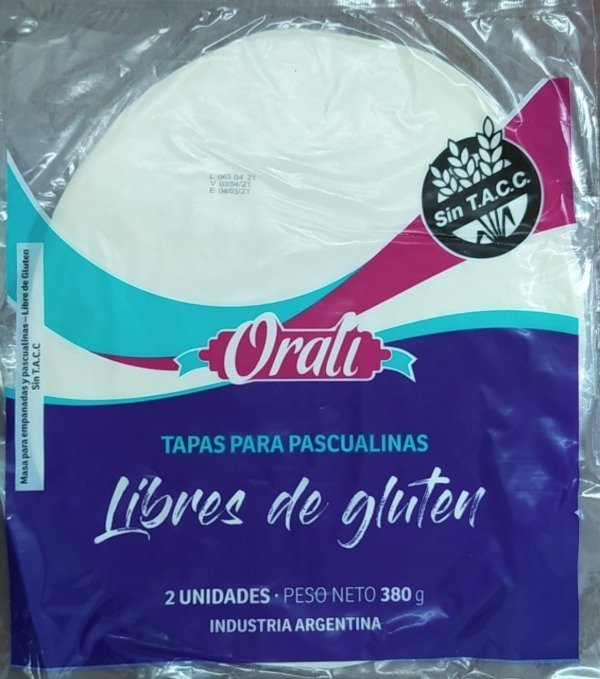 L 063 04 21
V 03/04/21
E 04/03/21
Sin T.A.C.C.
Orali
Masa para empanadas y pascualinas – Libre de Gluten
Sin T.A.C.C
TAPAS PARA PASCUALINAS
Libres de gluten
2 UNIDADES · PESO NETO 380 g
INDUSTRIA ARGENTINA